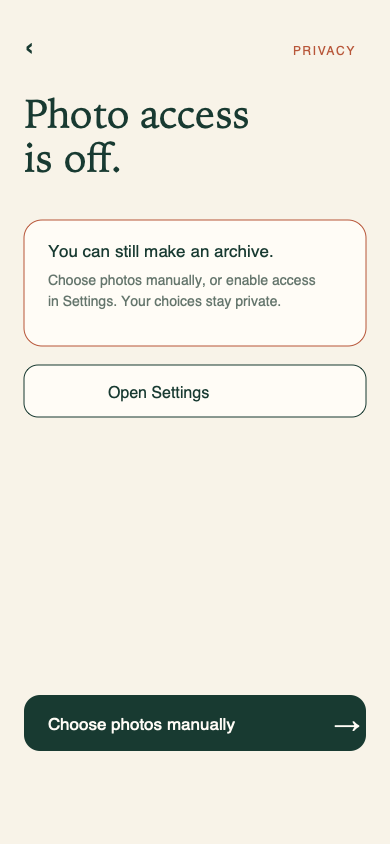 PRIVACY
Photo access
is off.
You can still make an archive.
Choose photos manually, or enable access
in Settings. Your choices stay private.
Open Settings
Choose photos manually →